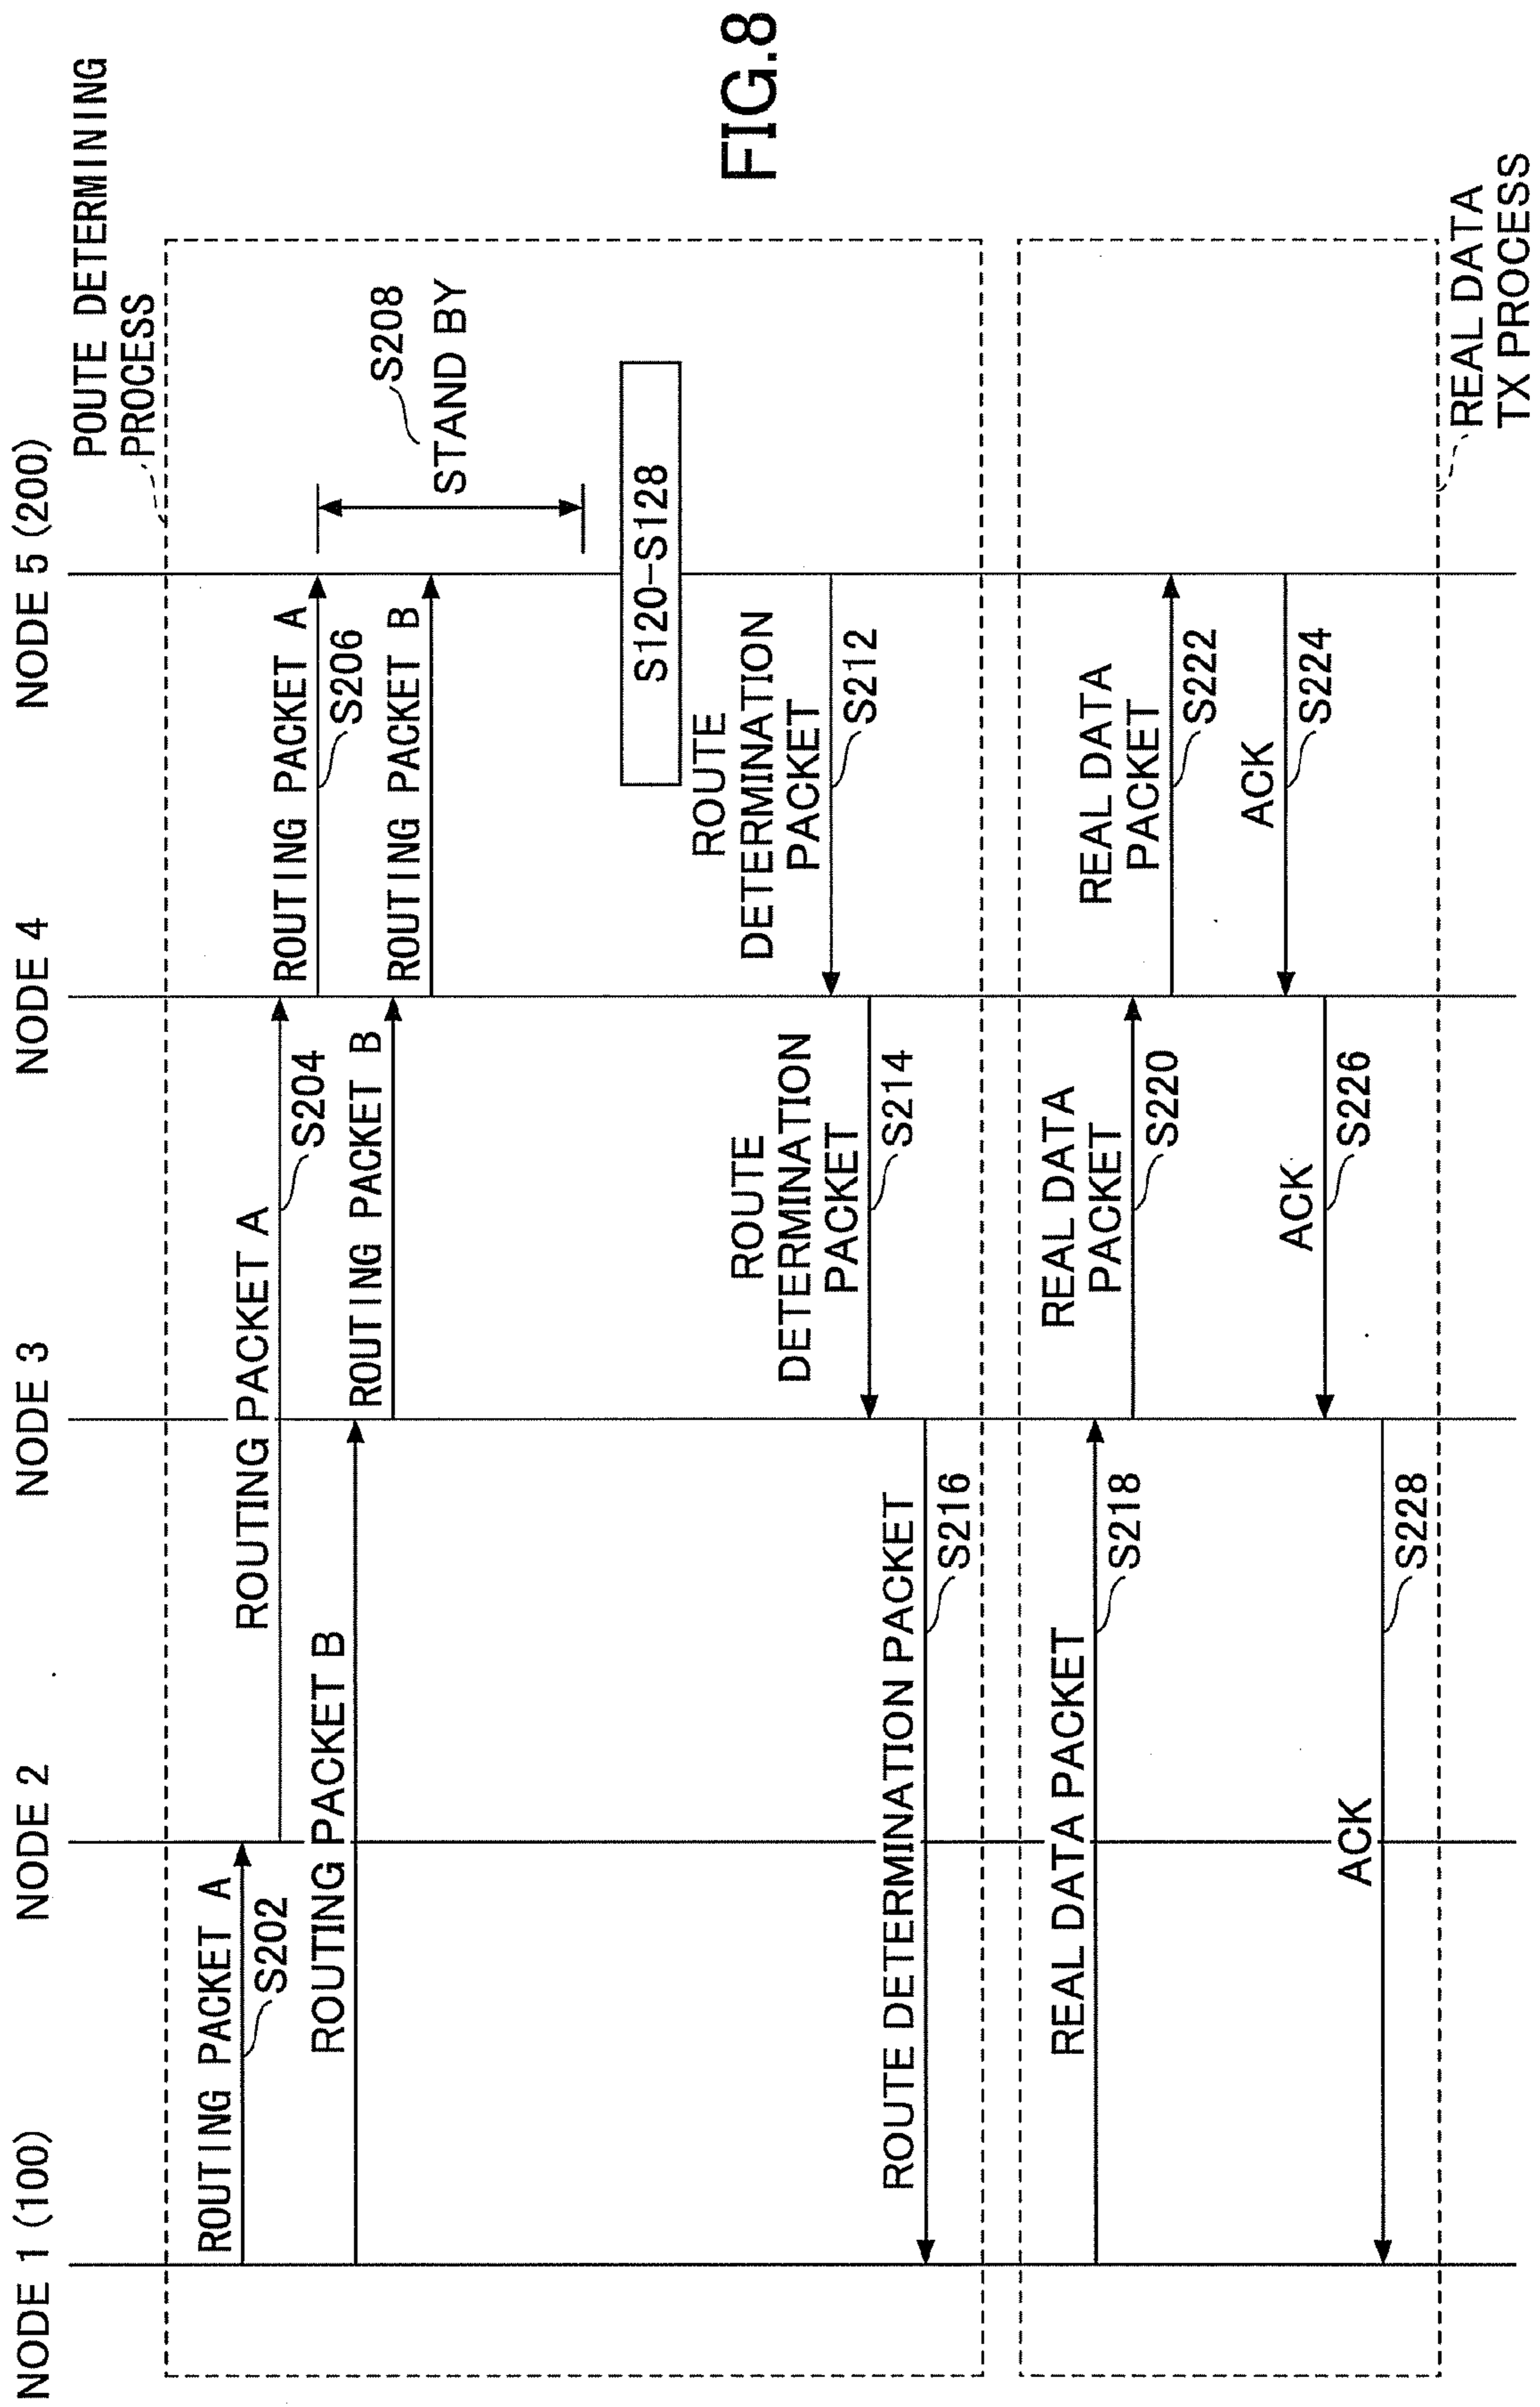 FIG.8
NODE 1 (100)
NODE 2
NODE 3
NODE 4
NODE 5 (200)
POUTE DETERMINING
PROCESS
ROUTING PACKET A
S202
ROUTING PACKET A
S204
ROUTING PACKET A
S206
S208
STAND BY
ROUTING PACKET B
ROUTING PACKET B
ROUTING PACKET B
S120-S128
ROUTE
DETERMINATION
PACKET
S212
ROUTE
DETERMINATION
PACKET
S214
ROUTE DETERMINATION PACKET
S216
REAL DATA PACKET
S218
REAL DATA
PACKET
S220
REAL DATA
PACKET
S222
ACK
S224
ACK
S226
ACK
S228
REAL DATA
TX PROCESS